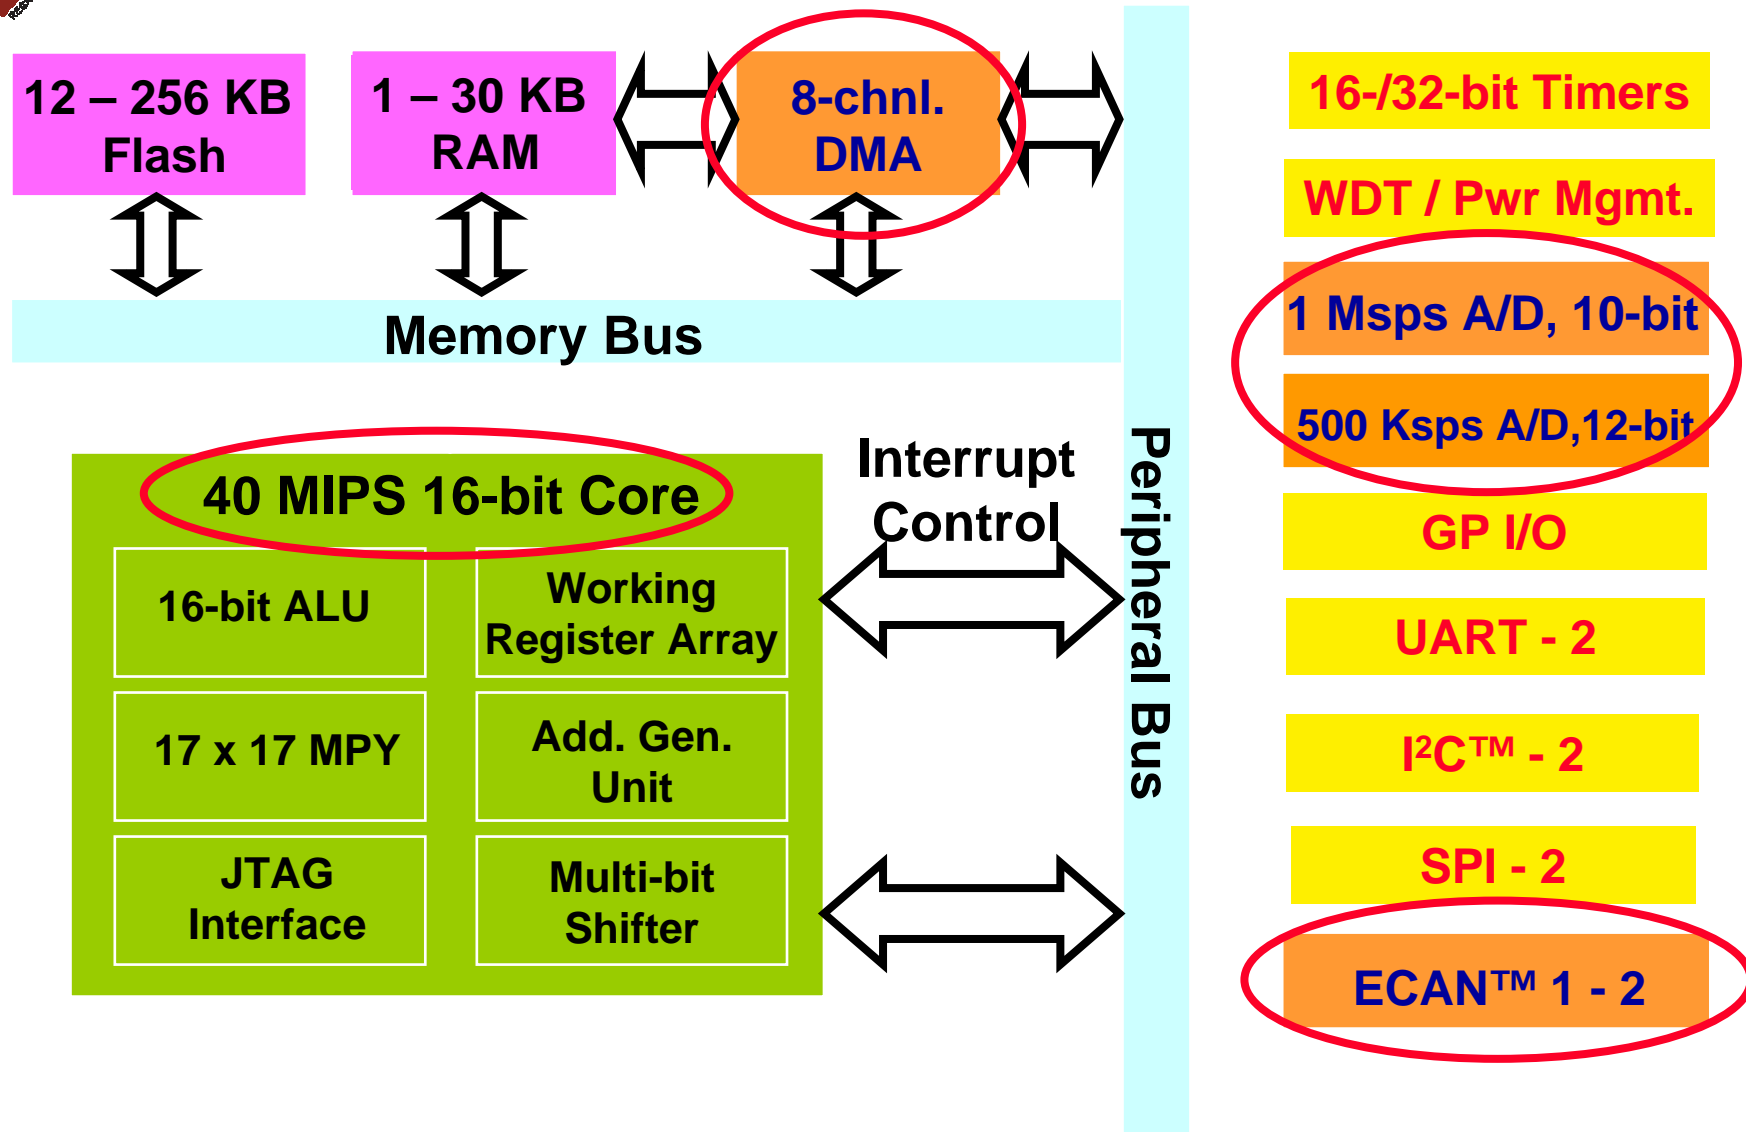 12 – 256 KB
Flash
1 – 30 KB
RAM
8-chnl.
DMA
Memory Bus
40 MIPS 16-bit Core
16-bit ALU
Working
Register Array
17 x 17 MPY
Add. Gen.
Unit
JTAG
Interface
Multi-bit
Shifter
Interrupt
Control
Peripheral Bus
16-/32-bit Timers
WDT / Pwr Mgmt.
1 Msps A/D, 10-bit
500 Ksps A/D,12-bit
GP I/O
UART - 2
I²C™ - 2
SPI - 2
ECAN™ 1 - 2